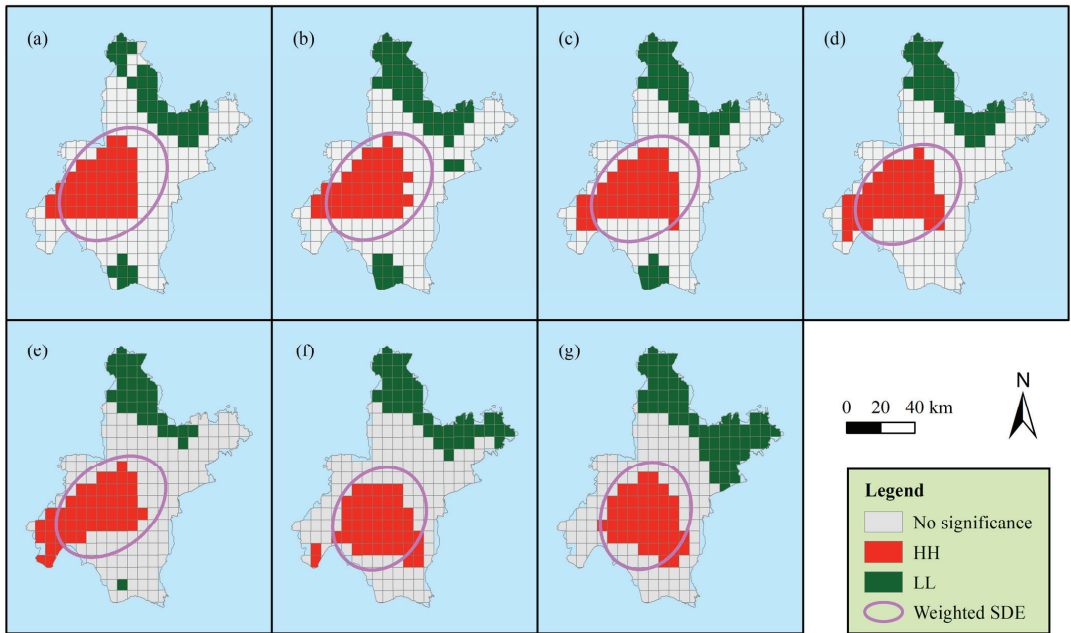 (a)
(b)
(c)
(d)
(e)
(f)
(g)
N
0 20 40 km
Legend
No significance
HH
LL
Weighted SDE